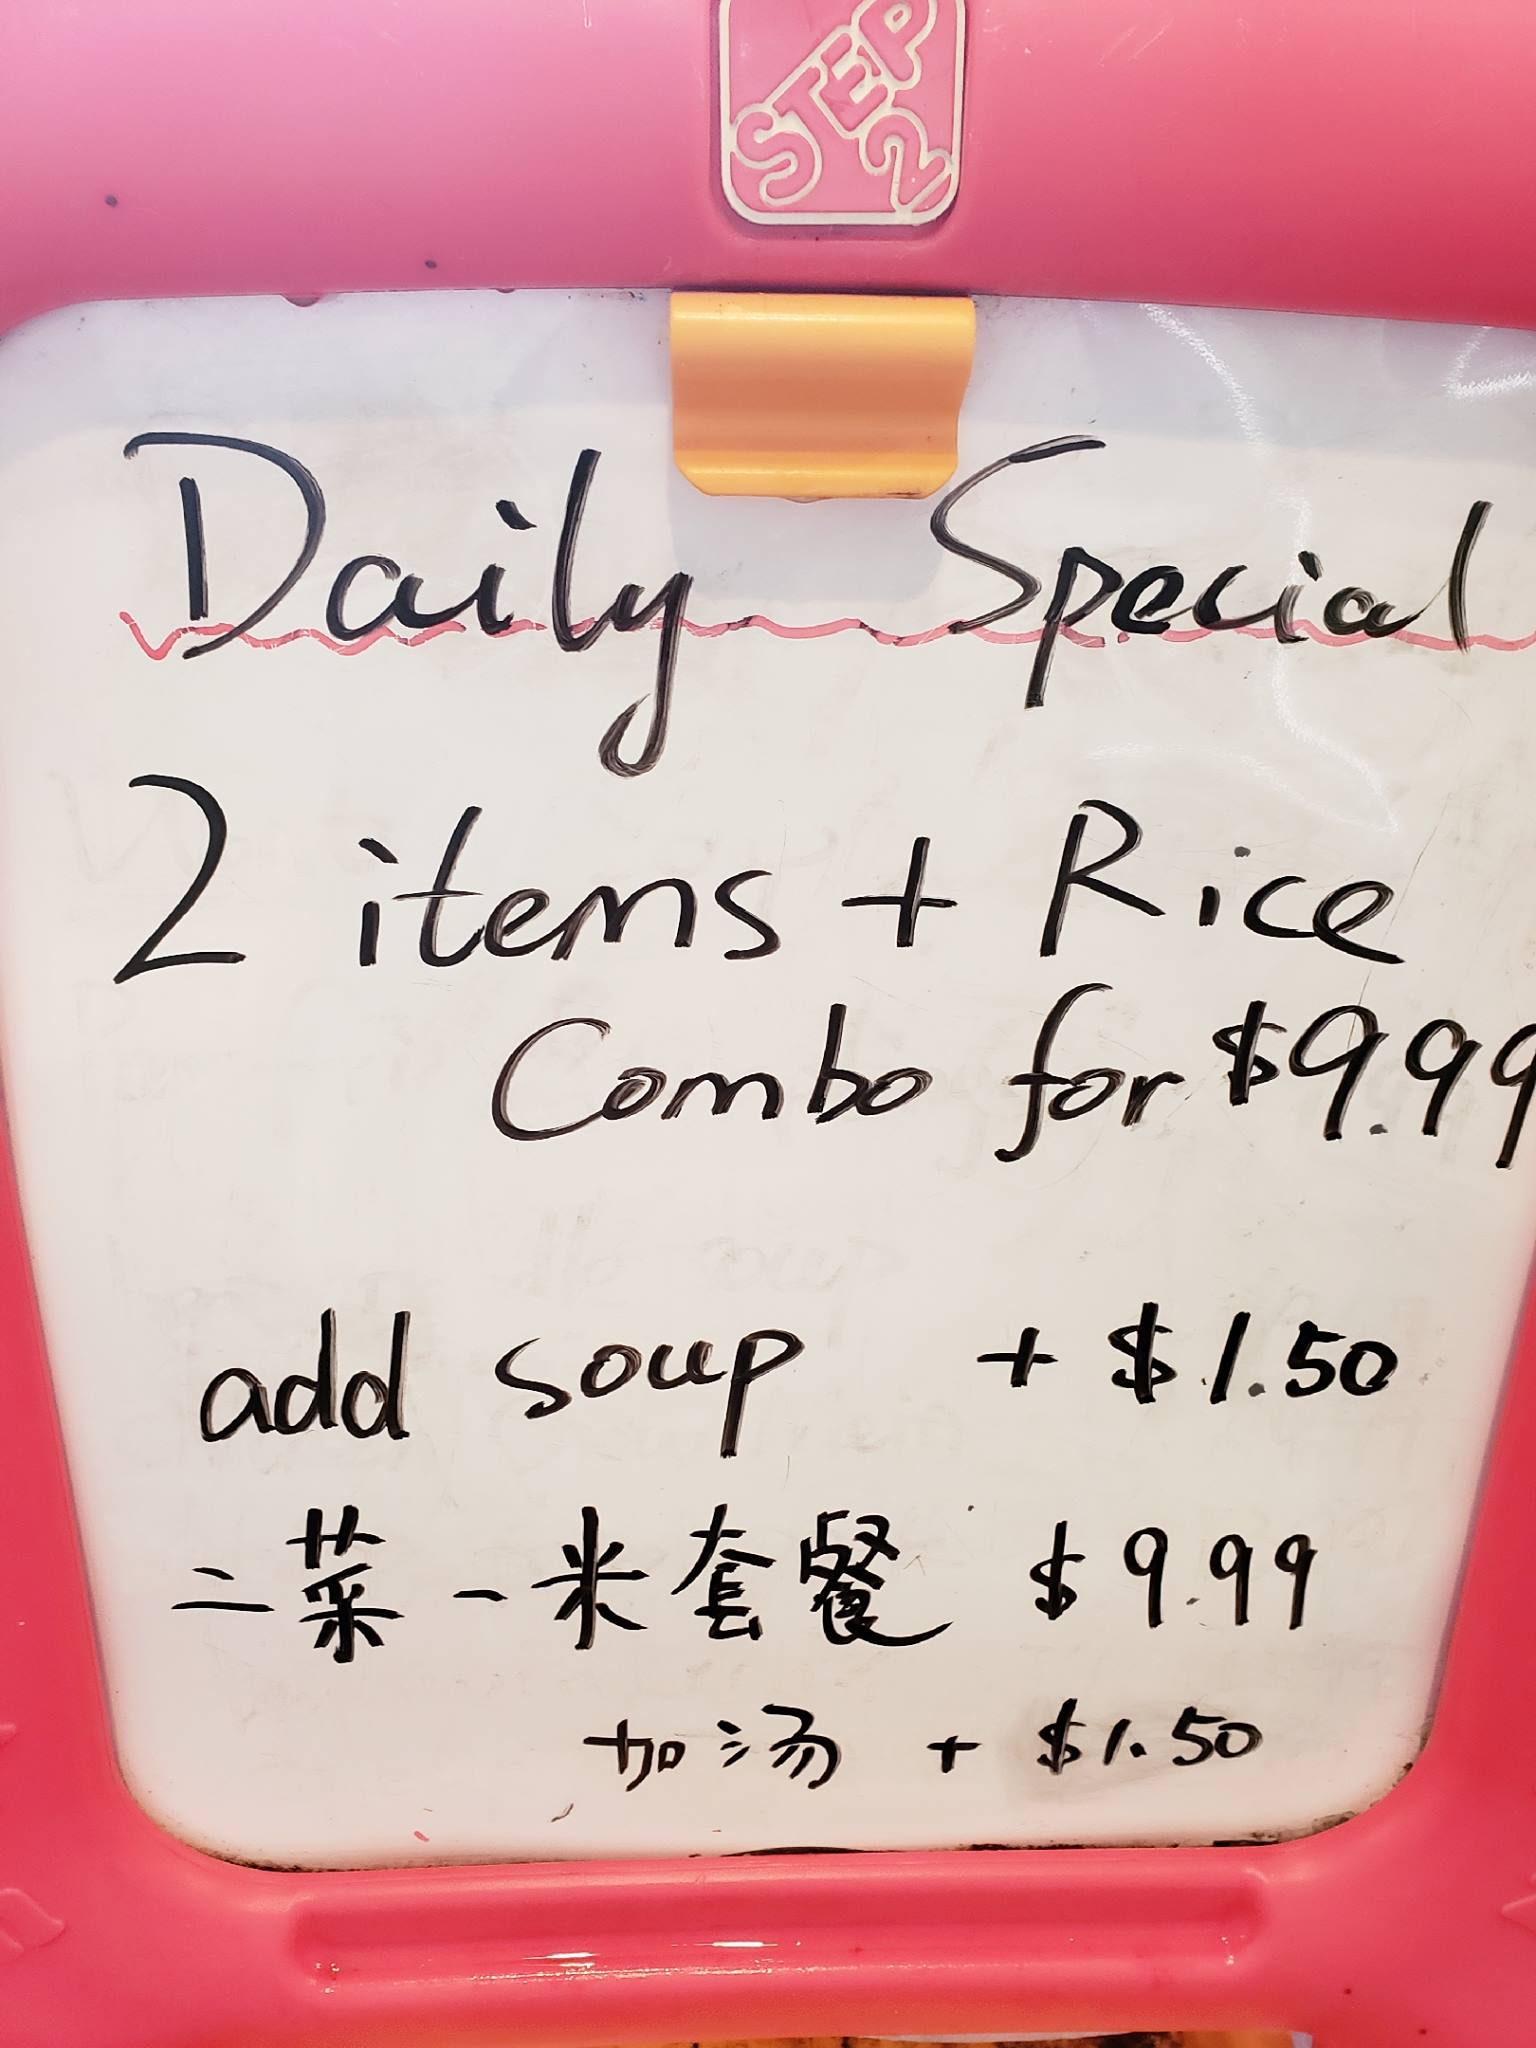 STEP
2
Daily Special
2 items + Rice
Combo for $9.99
add soup + $1.50
二菜一米套餐 $9.99
加汤 + $1.50